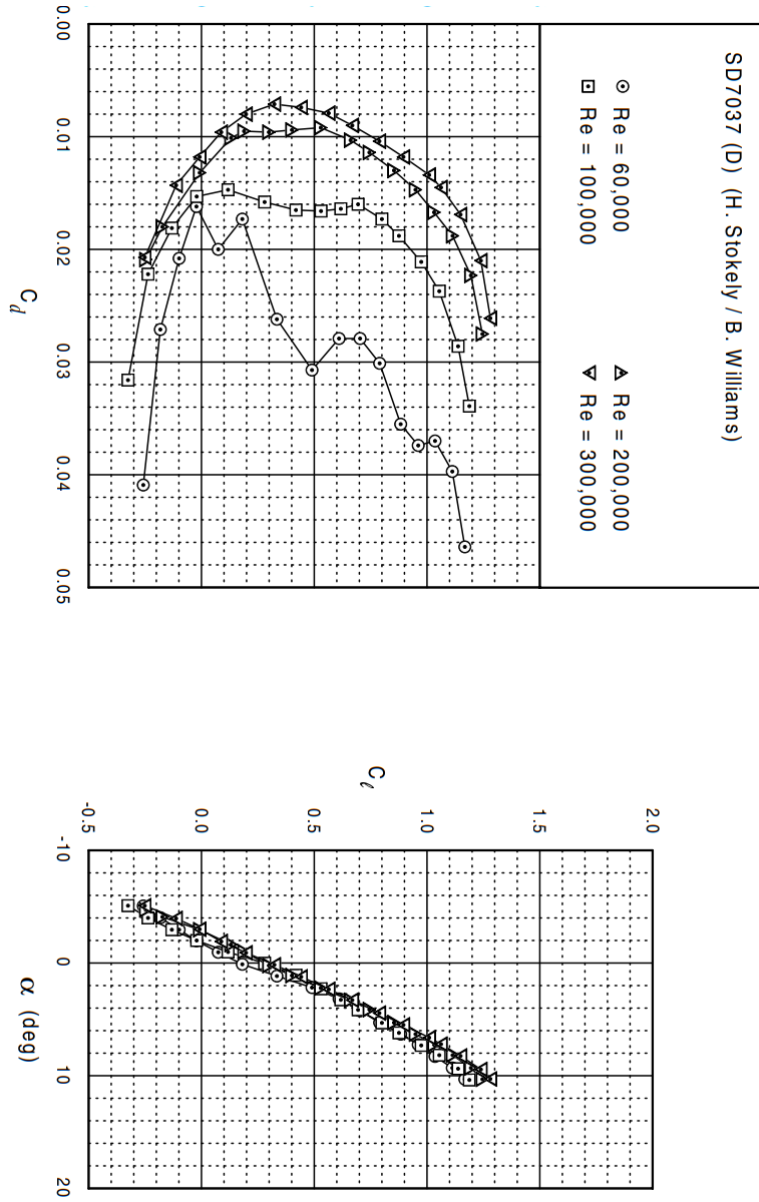 SD7037 (D) (H. Stokely / B. Williams)
Re = 60,000
Re = 100,000
Re = 200,000
Re = 300,000
0.00
0.01
0.02
0.03
0.04
0.05
C_d
2.0
1.5
1.0
0.5
0.0
-0.5
C_ℓ
-10
0
10
20
α (deg)